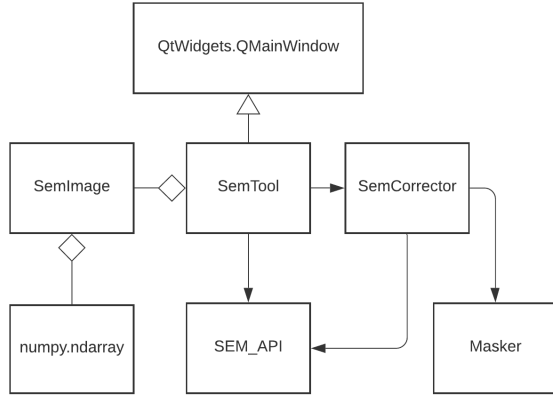 QtWidgets.QMainWindow
SemImage
SemTool
SemCorrector
numpy.ndarray
SEM_API
Masker